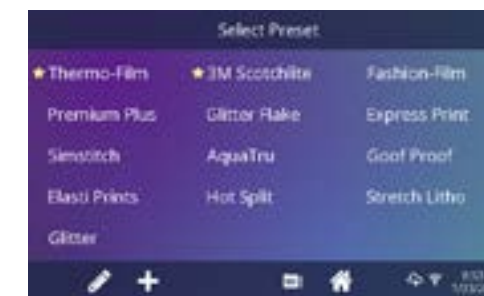 Select Preset
Thermo-Film 3M Scotchlite Fashion-Film
Premium Plus Glitter Flake Express Print
Simstitch AquaTru Goof Proof
Elasti Prints Hot Split Stretch Litho
Glitter